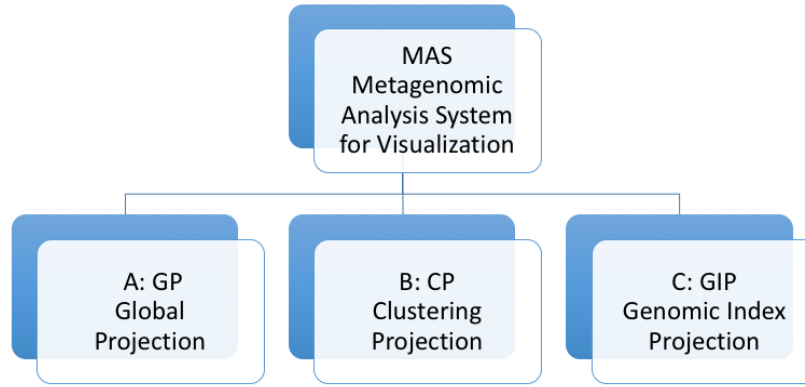 MAS
Metagenomic
Analysis System
for Visualization
A: GP
Global
Projection
B: CP
Clustering
Projection
C: GIP
Genomic Index
Projection